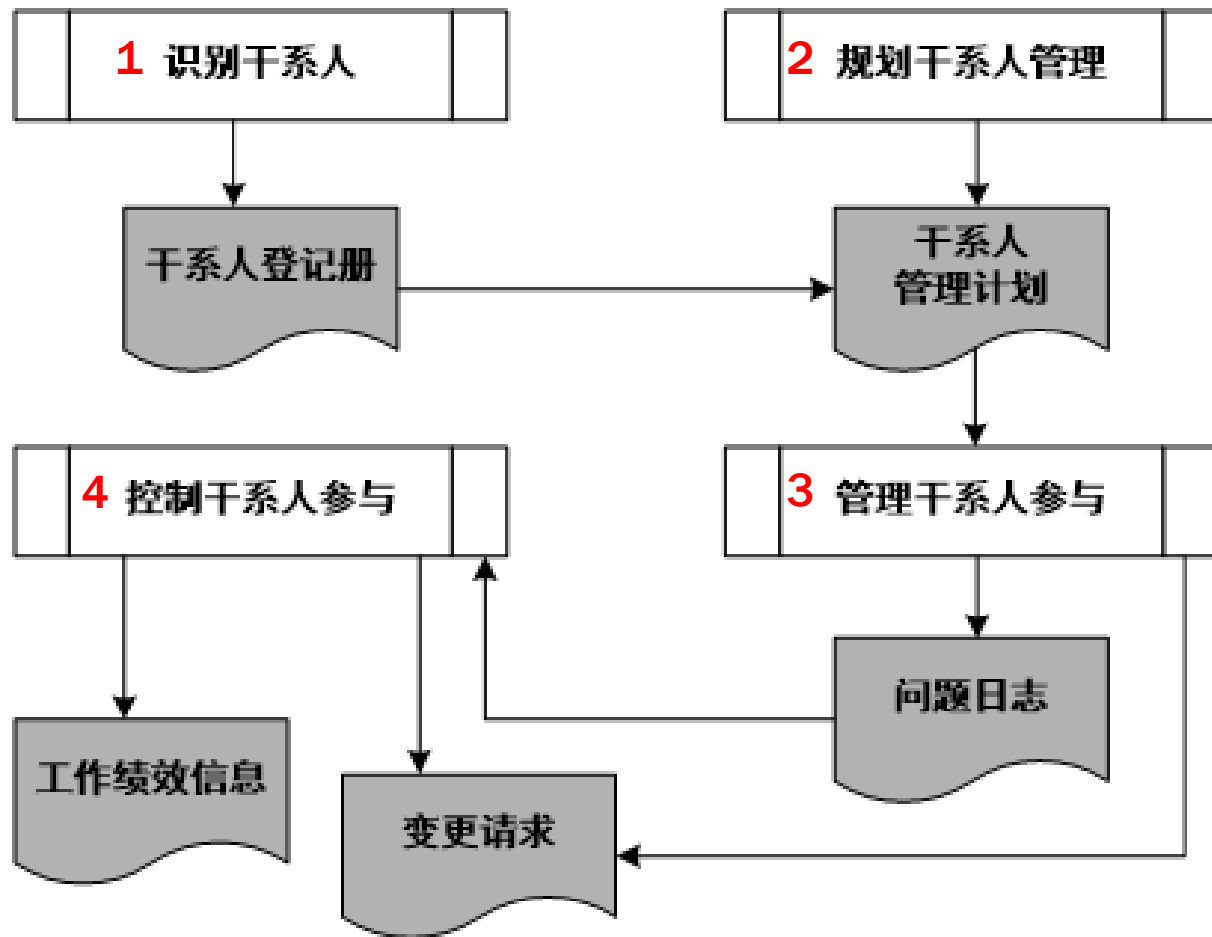 1 识别干系人
2 规划干系人管理
干系人登记册
干系人
管理计划
4 控制干系人参与
3 管理干系人参与
问题日志
工作绩效信息
变更请求